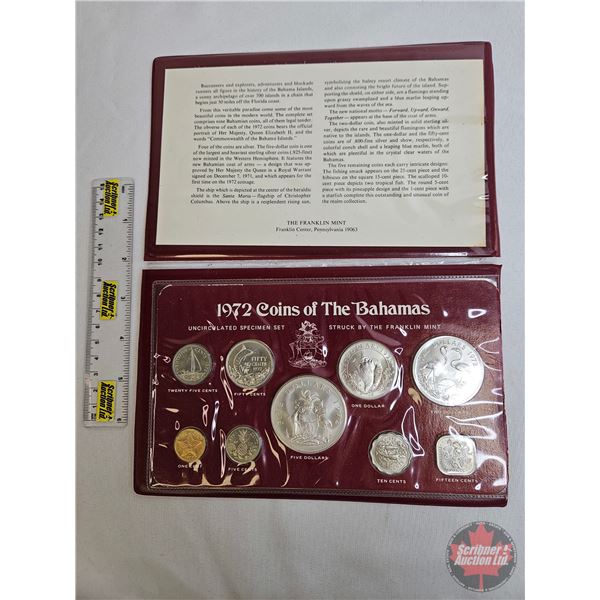 Buccaneers and explorers, adventurers and blockade
runners all figure in the history of the Bahama Islands,
a sunny archipelago of over 700 islands in a chain that
begins just 50 miles off the Florida coast.
From this veritable paradise come some of the most
beautiful coins in the modern world. The complete set
comprises nine Bahamian coins, all of them legal tender.
The obverse of each of the 1972 coins bears the official
portrait of Her Majesty, Queen Elizabeth II, and the
words "Commonwealth of the Bahama Islands."
Four of the coins are silver. The five-dollar coin is one
of the largest and heaviest sterling silver coins (.925-fine)
now minted in the Western Hemisphere. It features the
new Bahamian coat of arms — a design that was ap-
proved by Her Majesty the Queen in a Royal Warrant
signed on December 7, 1971, and which appears for the
first time on the 1972 coinage.
The ship which is depicted at the center of the heraldic
shield is the Santa Maria—flagship of Christopher
Columbus. Above the ship is a resplendent rising sun,
symbolizing the balmy resort climate of the Bahamas
and also connoting the bright future of the islands. Sup-
porting the shield, on either side, are a flamingo standing
upon grassy swampland and a blue marlin leaping up-
ward from the waves of the sea.
The new national motto — Forward, Upward, Onward,
Together — appears at the base of the coat of arms.
The two-dollar coin, also minted in solid sterling sil-
ver, depicts the rare and beautiful flamingos which are
native to the islands. The one-dollar and the fifty-cent
coins are of .800-fine silver and show, respectively, a
colorful conch shell and a leaping blue marlin, both of
which are plentiful in the crystal clear waters of the
Bahamas.
The five remaining coins each carry intricate designs.
The fishing smack appears on the 25-cent piece and the
hibiscus on the square 15-cent piece. The scalloped 10-
cent piece depicts two tropical fish. The round 5-cent
piece with its pineapple design and the 1-cent piece with
a starfish complete this outstanding and unusual coin of
the realm collection.
THE FRANKLIN MINT
Franklin Center, Pennsylvania 19063
1972 Coins of The Bahamas
UNCIRCULATED SPECIMEN SET
STRUCK BY THE FRANKLIN MINT
TWENTY FIVE CENTS
FIFTY CENTS
ONE DOLLAR
TWO DOLLARS
ONE CENT
FIVE CENTS
FIVE DOLLARS
TEN CENTS
FIFTEEN CENTS
Scribner
Auction Ltd.
Scribner
Auction Ltd.
Scribner
Auction Ltd.
Scribner
Auction Ltd.